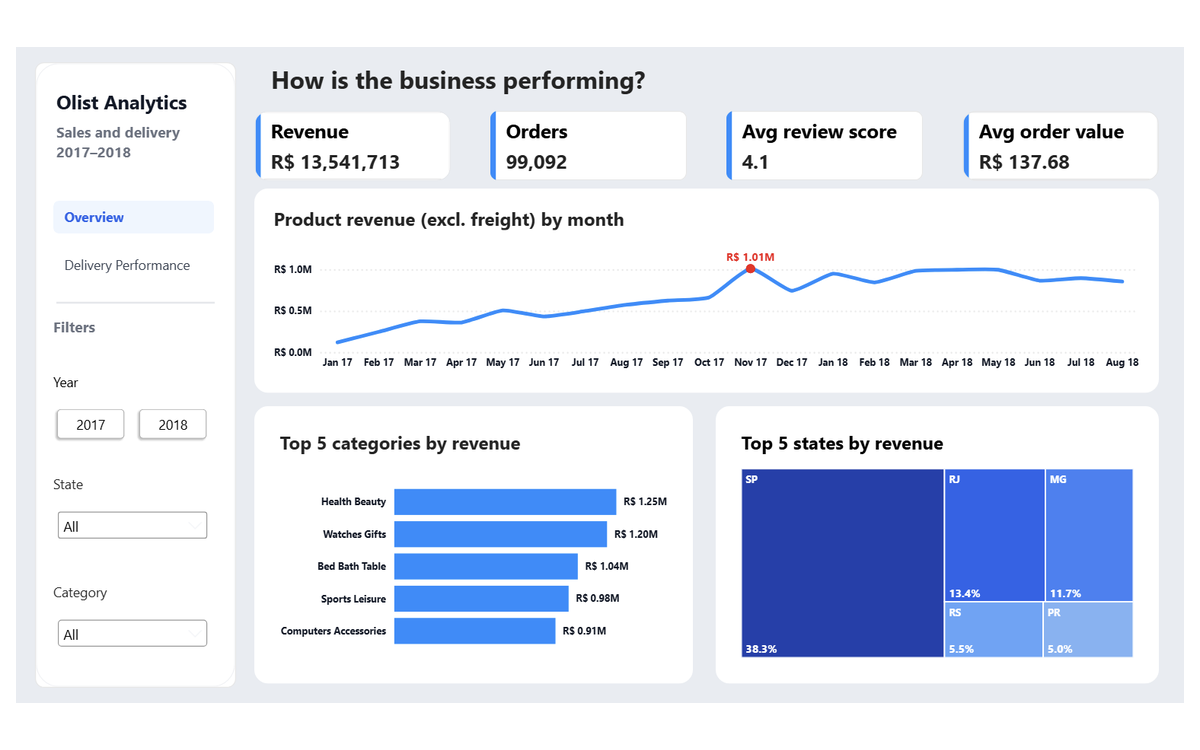 Olist Analytics
Sales and delivery
2017–2018
Overview
Delivery Performance
Filters
Year
2017 2018
State
All
Category
All
How is the business performing?
Revenue
R$ 13,541,713
Orders
99,092
Avg review score
4.1
Avg order value
R$ 137.68
Product revenue (excl. freight) by month
R$ 1.01M
R$ 1.0M
R$ 0.5M
R$ 0.0M
Jan 17 Feb 17 Mar 17 Apr 17 May 17 Jun 17 Jul 17 Aug 17 Sep 17 Oct 17 Nov 17 Dec 17 Jan 18 Feb 18 Mar 18 Apr 18 May 18 Jun 18 Jul 18 Aug 18
Top 5 categories by revenue
Health Beauty R$ 1.25M
Watches Gifts R$ 1.20M
Bed Bath Table R$ 1.04M
Sports Leisure R$ 0.98M
Computers Accessories R$ 0.91M
Top 5 states by revenue
SP
38.3%
RJ
13.4%
MG
11.7%
RS
5.5%
PR
5.0%